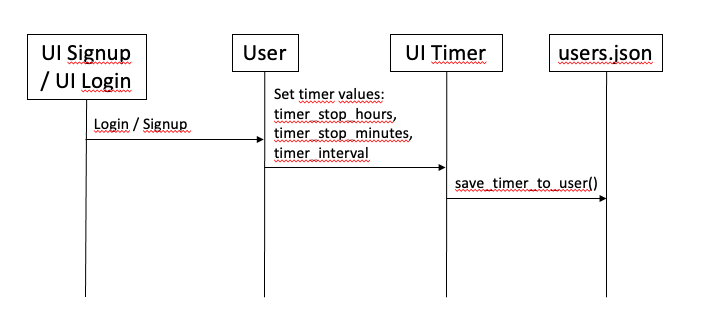 UI Signup
/ UI Login
User
UI Timer
users.json
Login / Signup
Set timer values:
timer_stop_hours,
timer_stop_minutes,
timer_interval
save_timer_to_user()